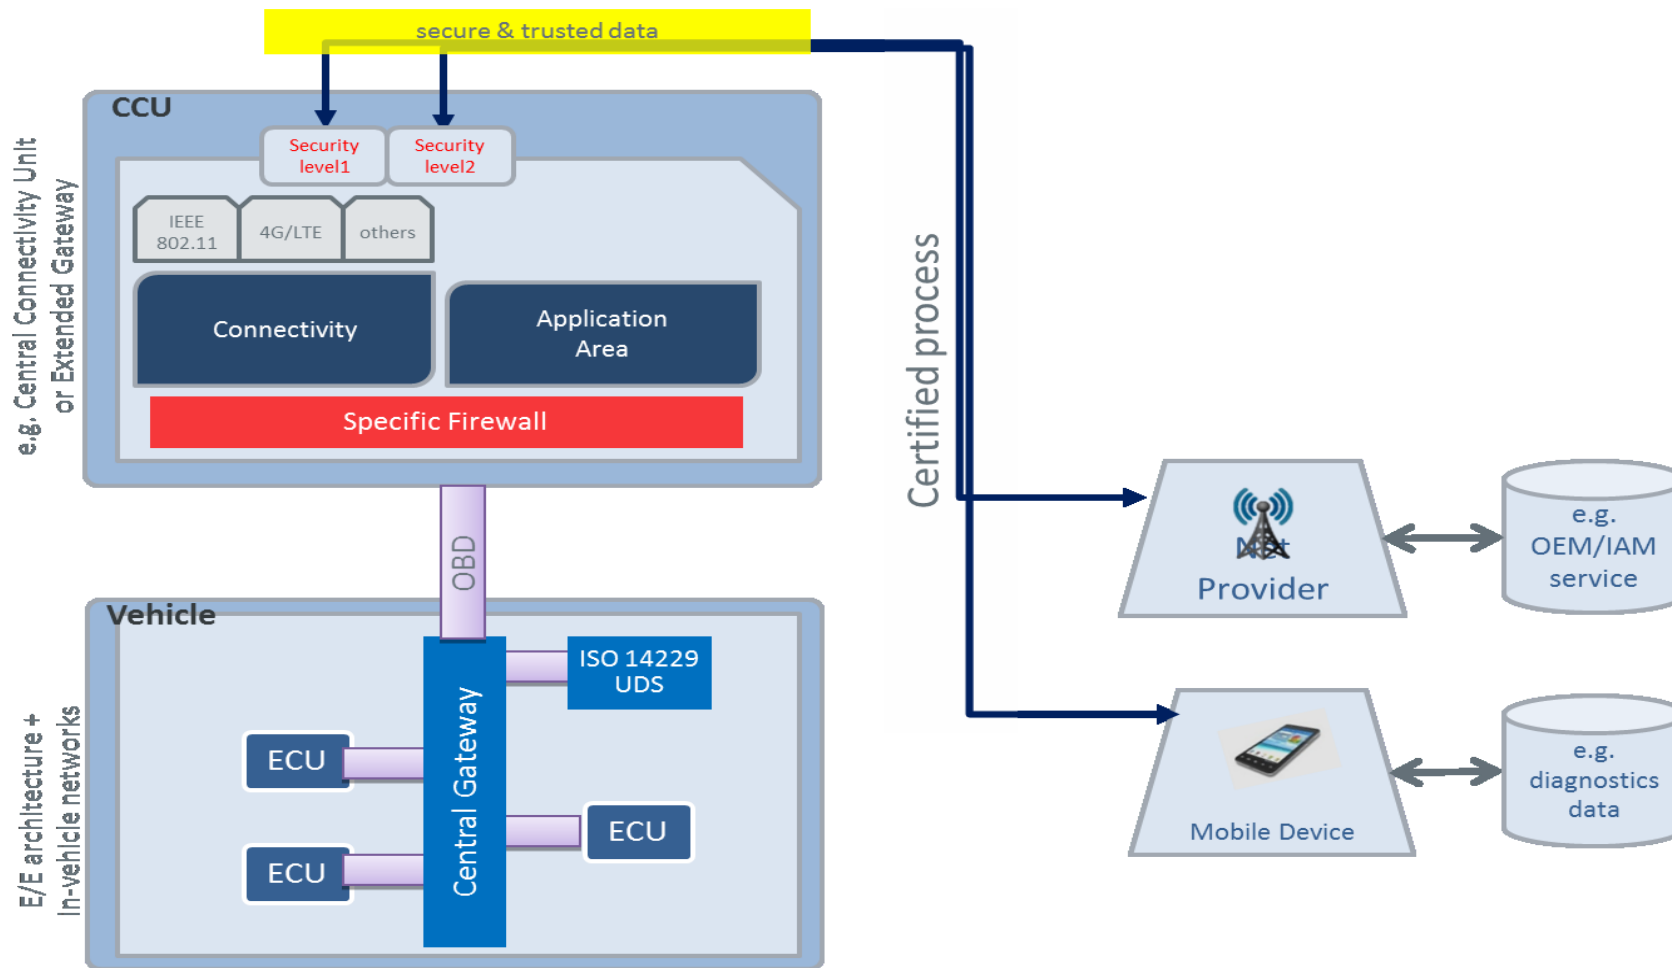 secure & trusted data
CCU
Security
level1
Security
level2
IEEE
802.11
4G/LTE
others
Connectivity
Application
Area
Specific Firewall
e.g. Central Connectivity Unit
or Extended Gateway
OBD
Vehicle
Central Gateway
ISO 14229
UDS
ECU
ECU
ECU
E/E architecture +
In-vehicle networks
Certified process
Net
Provider
e.g.
OEM/IAM
service
Mobile Device
e.g.
diagnostics
data